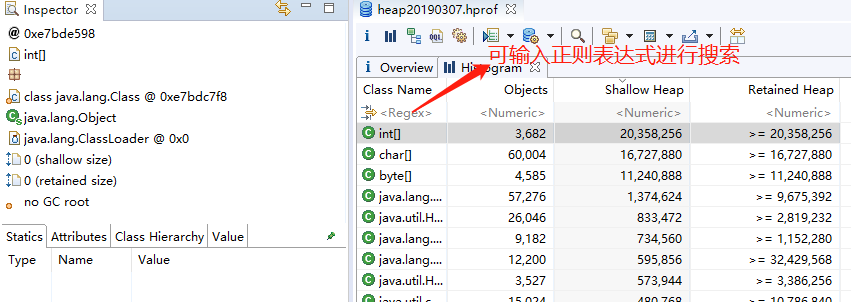 Inspector
@ 0xe7bde598
int[]
class java.lang.Class @ 0xe7bdc7f8
java.lang.Object
java.lang.ClassLoader @ 0x0
0 (shallow size)
0 (retained size)
no GC root
Statics Attributes Class Hierarchy Value
Type Name Value
heap20190307.hprof
i OQL
可输入正则表达式进行搜索
i Overview Histogram
Class Name Objects Shallow Heap Retained Heap
<Regex> <Numeric> <Numeric> <Numeric>
int[] 3,682 20,358,256 >= 20,358,256
char[] 60,004 16,727,880 >= 16,727,880
byte[] 4,585 11,240,888 >= 11,240,888
java.lang.... 57,276 1,374,624 >= 9,675,392
java.util.H... 26,046 833,472 >= 2,819,232
java.lang.... 9,182 734,560 >= 1,152,280
java.lang.... 12,200 595,856 >= 32,429,568
java.util.H... 3,527 573,944 >= 3,386,256
java.util.c... 15,024 480,768 >= 10,786,840